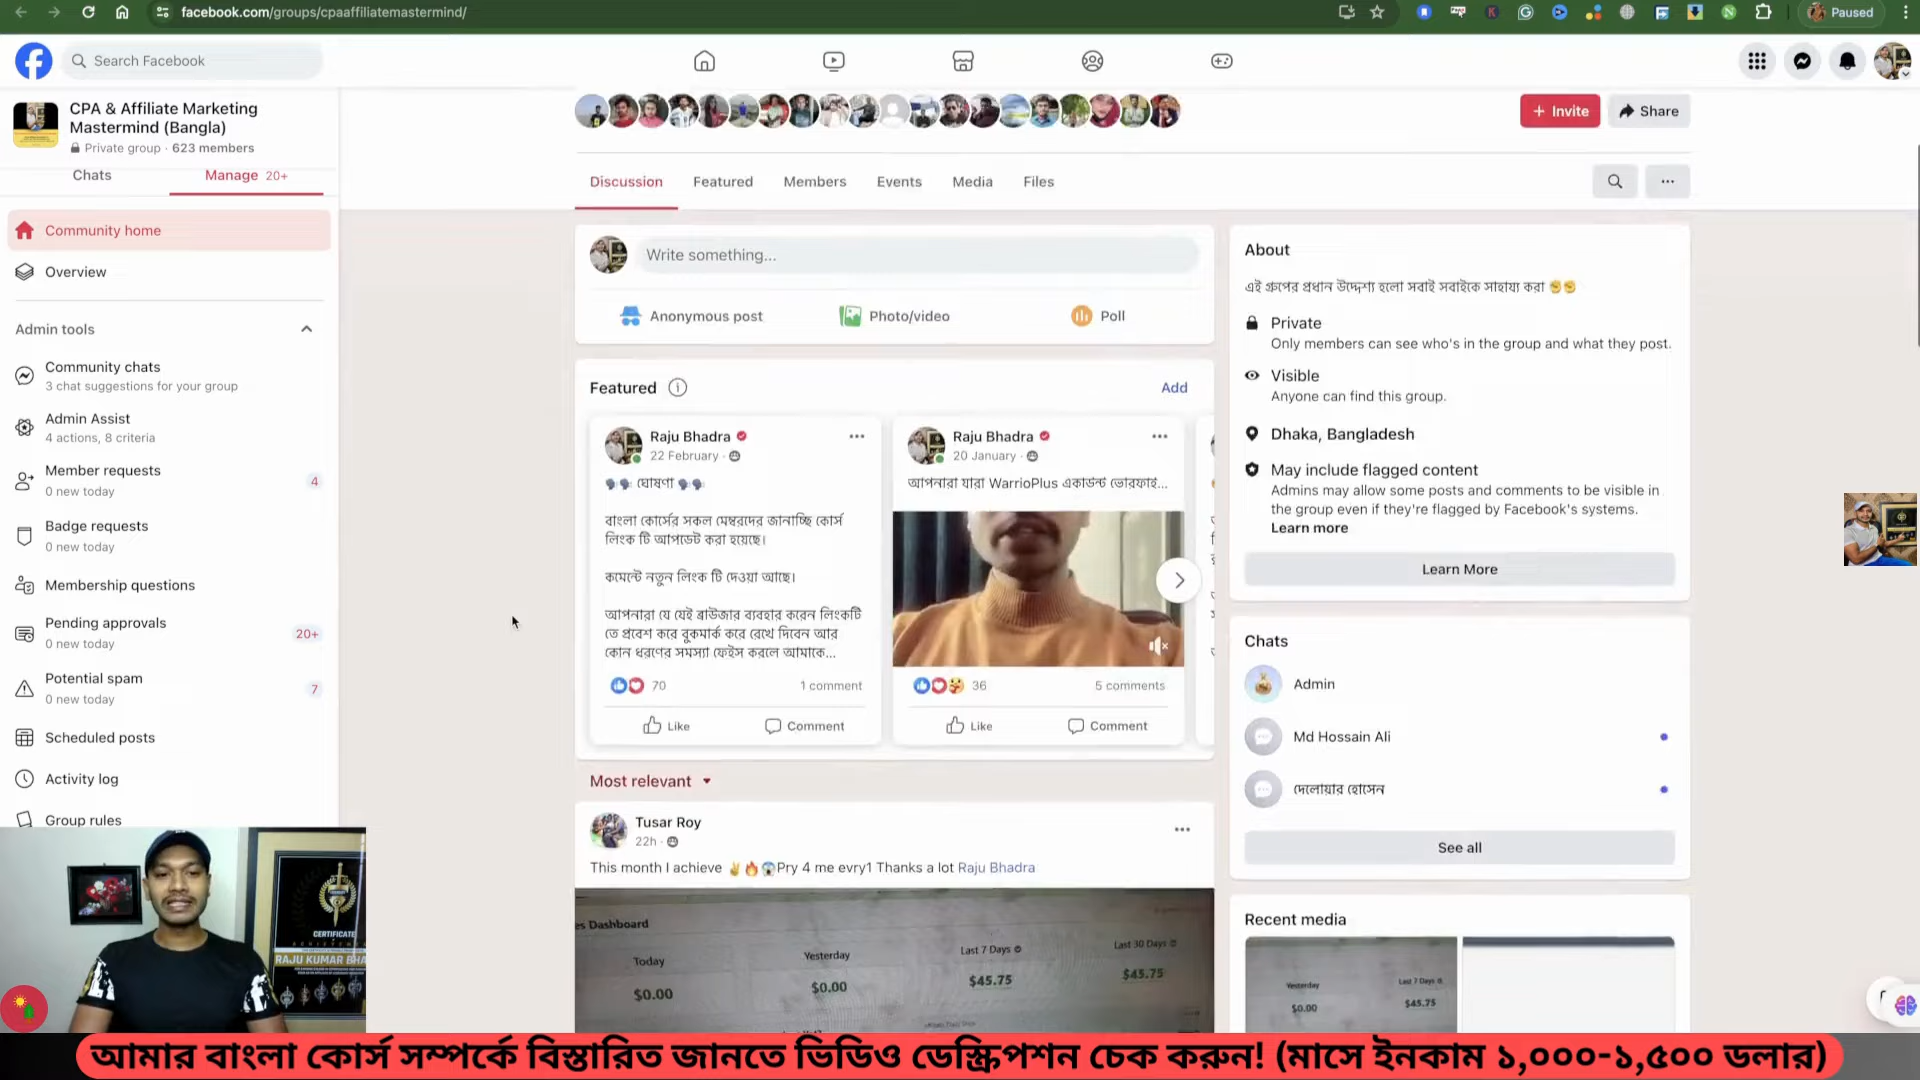 facebook.com/groups/cpaaffiliatemastermind/
Paused
Search Facebook
CPA & Affiliate Marketing
Mastermind (Bangla)
Private group · 623 members
Chats
Manage 20+
Community home
Overview
Admin tools
Community chats
3 chat suggestions for your group
Admin Assist
4 actions, 8 criteria
Member requests
0 new today
4
Badge requests
0 new today
Membership questions
Pending approvals
0 new today
20+
Potential spam
0 new today
7
Scheduled posts
Activity log
Group rules
+ Invite
Share
Discussion
Featured
Members
Events
Media
Files
Write something...
Anonymous post
Photo/video
Poll
Featured
Add
Raju Bhadra
22 February ·
ঘোষণা
বাংলা কোর্সের সকল মেম্বরদের জানাচ্ছি কোর্স
লিংক টি আপডেট করা হয়েছে।
কমেন্টে নতুন লিংক টি দেওয়া আছে।
আপনারা যে যেই ব্রাউজার ব্যবহার করেন লিংকটি
তে প্রবেশ করে বুকমার্ক করে রেখে দিবেন আর
কোন ধরণের সমস্যা ফেইস করলে আমাকে...
70
1 comment
Like
Comment
Raju Bhadra
20 January ·
আপনারা যারা WarrioPlus একাউন্ট ভেরিফাই...
36
5 comments
Like
Comment
Most relevant
Tusar Roy
22h ·
This month I achieve ✌️🔥😱Pry 4 me evry1 Thanks a lot Raju Bhadra
es Dashboard
Today
Yesterday
Last 7 Days
Last 30 Days
$0.00
$0.00
$45.75
$45.75
About
এই গ্রুপের প্রধান উদ্দেশ্য হলো সবাই সবাইকে সাহায্য করা ✊✊
Private
Only members can see who's in the group and what they post.
Visible
Anyone can find this group.
Dhaka, Bangladesh
May include flagged content
Admins may allow some posts and comments to be visible in
the group even if they're flagged by Facebook's systems.
Learn more
Learn More
Chats
Admin
Md Hossain Ali
দেলোয়ার হোসেন
See all
Recent media
Yesterday
Last 7 Days
$0.00
$45.75
CERTIFICATE
RAJU KUMAR BHA
আমার বাংলা কোর্স সম্পর্কে বিস্তারিত জানতে ভিডিও ডেস্ক্রিপশন চেক করুন! (মাসে ইনকাম ১,০০০-১,৫০০ ডলার)